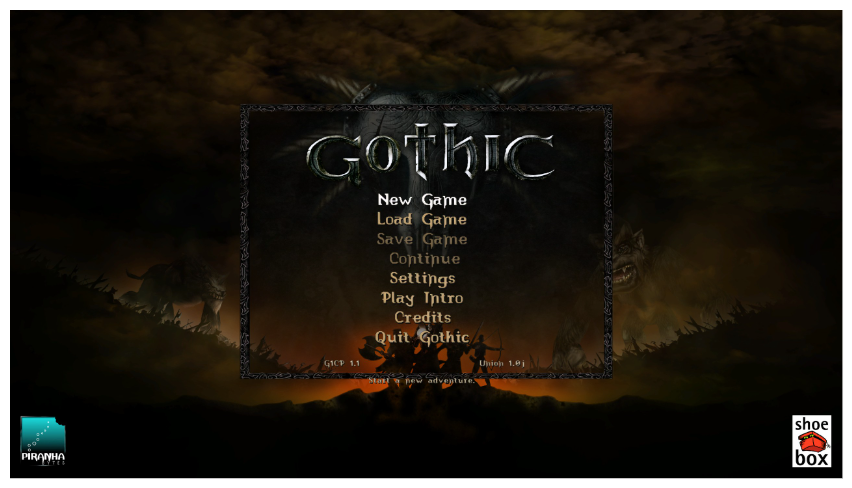 GOTHIC
New Game
Load Game
Save Game
Continue
Settings
Play Intro
Credits
Quit Gothic
G1CP 1.1
Union 1.0j
Start a new adventure.
PIRANHA
BYTES
shoe
box